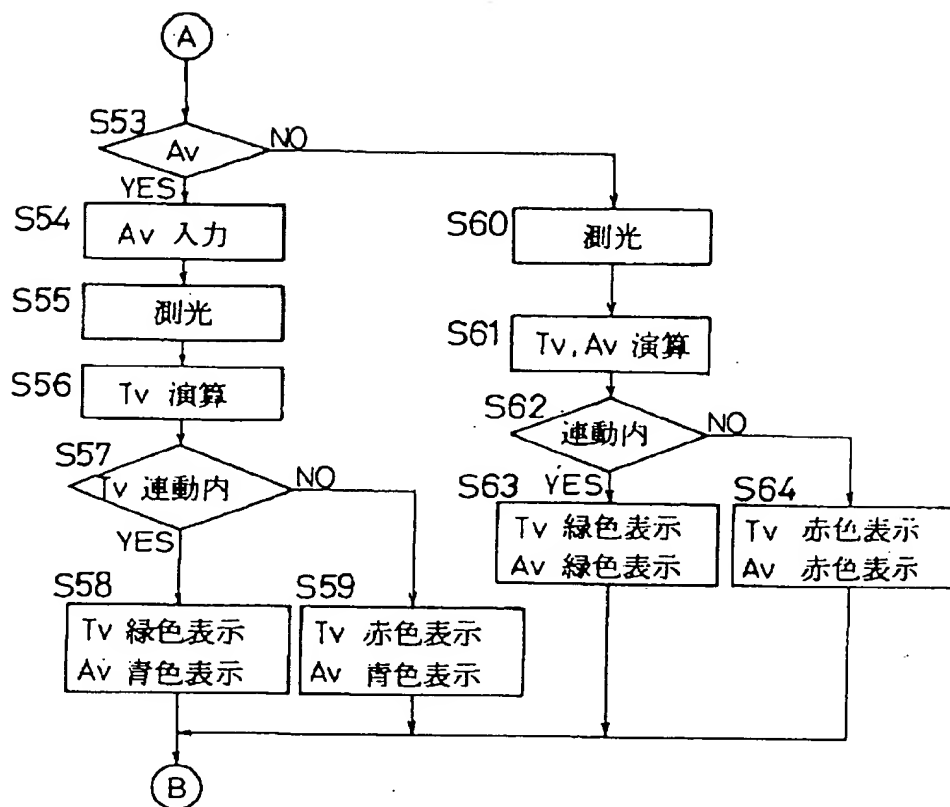 A
S53
Av
NO
YES
S54
Av 入力
S55
測光
S56
Tv 演算
S57
Tv 連動内
NO
YES
S58
Tv 緑色表示
Av 青色表示
S59
Tv 赤色表示
Av 青色表示
S60
測光
S61
Tv, Av 演算
S62
連動内
NO
YES
S63
Tv 緑色表示
Av 緑色表示
S64
Tv 赤色表示
Av 赤色表示
B